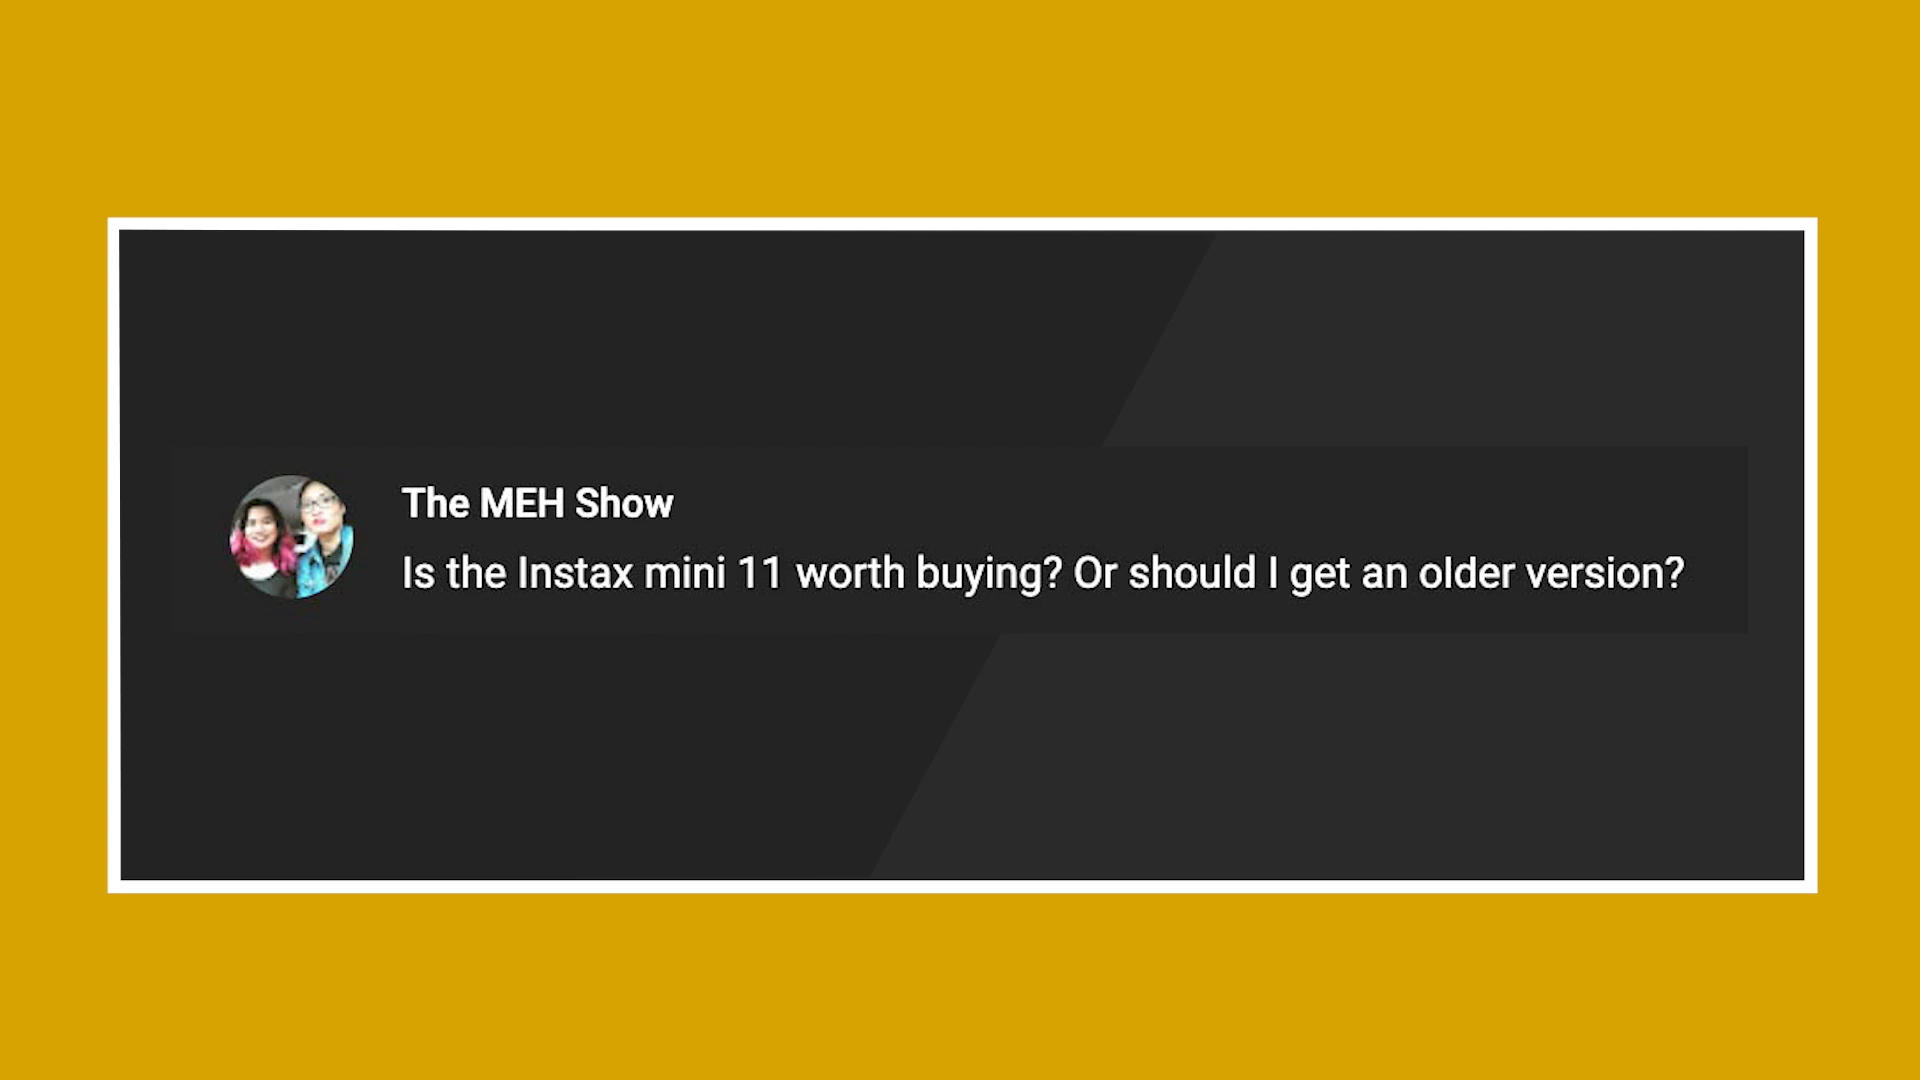 The MEH Show
Is the Instax mini 11 worth buying? Or should I get an older version?